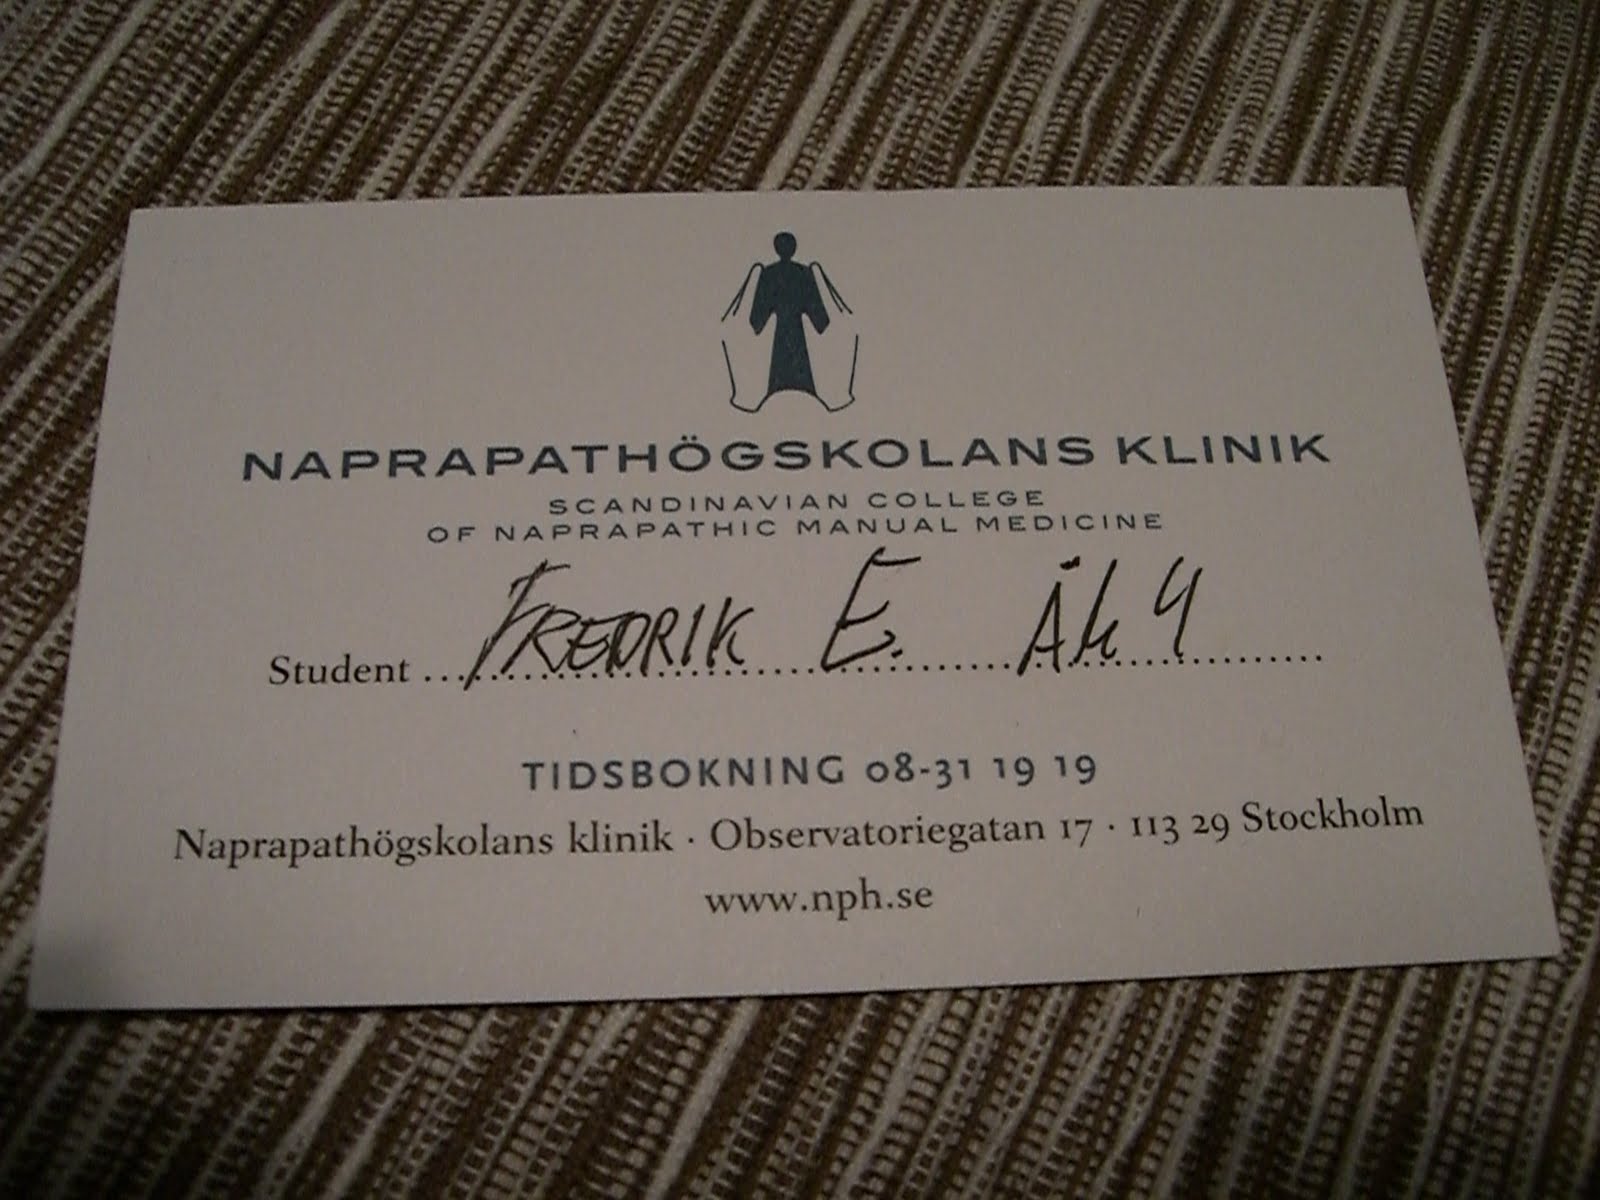 NAPRAPATHÖGSKOLANS KLINIK
SCANDINAVIAN COLLEGE
OF NAPRAPATHIC MANUAL MEDICINE
Student ... FREDRIK E. Åk 4
TIDSBOKNING 08-31 19 19
Naprapathögskolans klinik · Observatoriegatan 17 · 113 29 Stockholm
www.nph.se